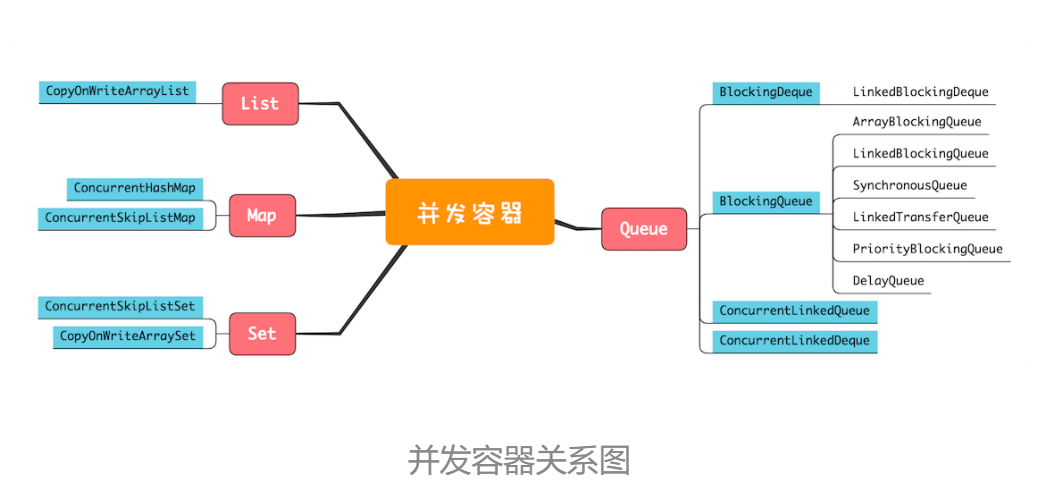 CopyOnWriteArrayList
List
ConcurrentHashMap
ConcurrentSkipListMap
Map
ConcurrentSkipListSet
CopyOnWriteArraySet
Set
并发容器
Queue
BlockingDeque
LinkedBlockingDeque
BlockingQueue
ArrayBlockingQueue
LinkedBlockingQueue
SynchronousQueue
LinkedTransferQueue
PriorityBlockingQueue
DelayQueue
ConcurrentLinkedQueue
ConcurrentLinkedDeque
并发容器关系图